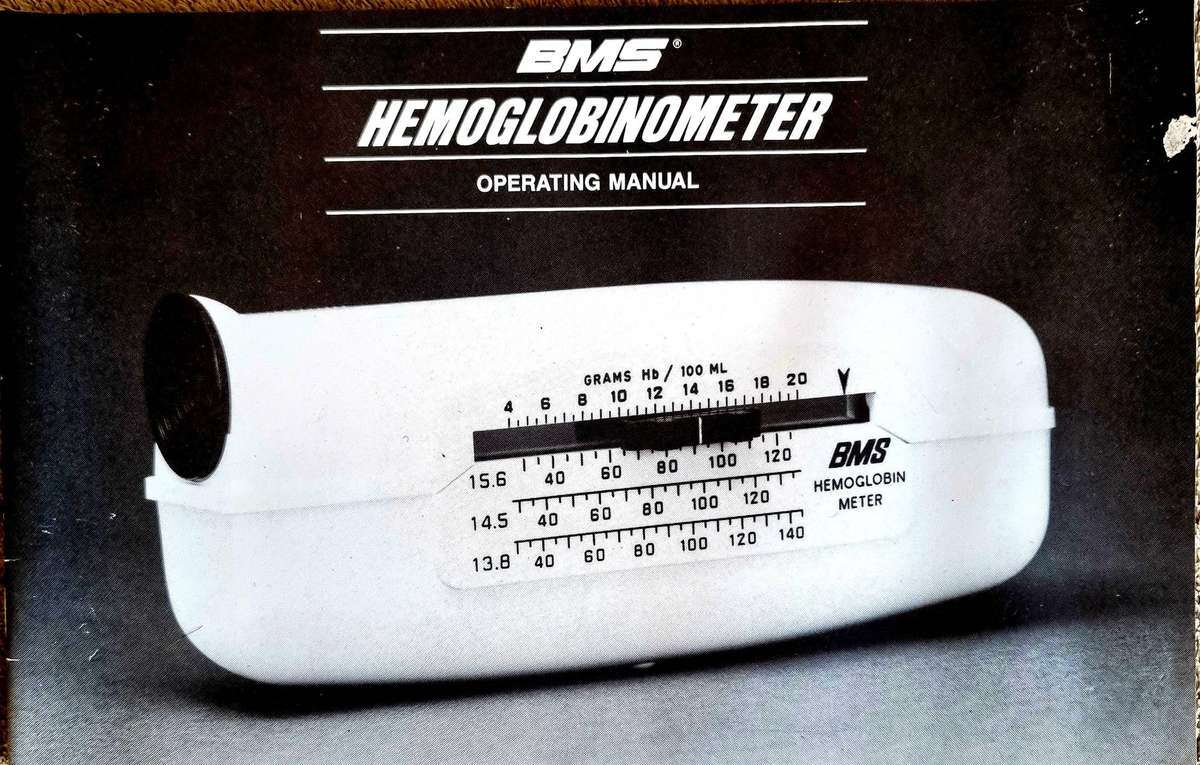 BMS®
HEMOGLOBINOMETER
OPERATING MANUAL
GRAMS Hb / 100 ML
4 6 8 10 12 14 16 18 20
15.6 40 60 80 100 120
14.5 40 60 80 100 120
13.8 40 60 80 100 120 140
BMS
HEMOGLOBIN
METER